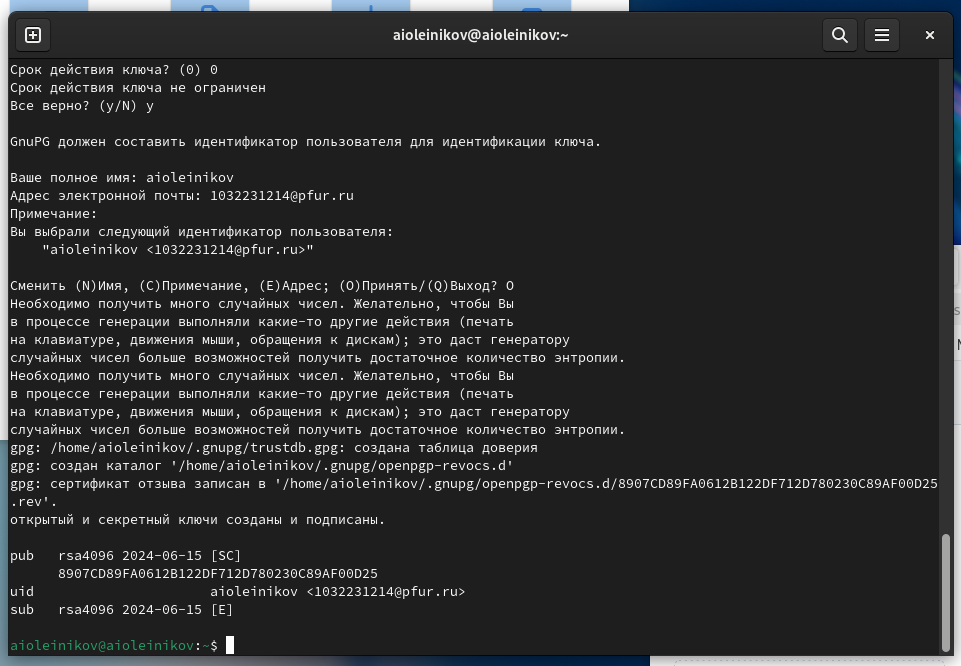 aioleinikov@aioleinikov:~
Срок действия ключа? (0) 0
Срок действия ключа не ограничен
Все верно? (y/N) y
GnuPG должен составить идентификатор пользователя для идентификации ключа.
Ваше полное имя: aioleinikov
Адрес электронной почты: 1032231214@pfur.ru
Примечание:
Вы выбрали следующий идентификатор пользователя:
"aioleinikov <1032231214@pfur.ru>"
Сменить (N)Имя, (C)Примечание, (E)Адрес; (O)Принять/(Q)Выход? O
Необходимо получить много случайных чисел. Желательно, чтобы Вы
в процессе генерации выполняли какие-то другие действия (печать
на клавиатуре, движения мыши, обращения к дискам); это даст генератору
случайных чисел больше возможностей получить достаточное количество энтропии.
Необходимо получить много случайных чисел. Желательно, чтобы Вы
в процессе генерации выполняли какие-то другие действия (печать
на клавиатуре, движения мыши, обращения к дискам); это даст генератору
случайных чисел больше возможностей получить достаточное количество энтропии.
gpg: /home/aioleinikov/.gnupg/trustdb.gpg: создана таблица доверия
gpg: создан каталог '/home/aioleinikov/.gnupg/openpgp-revocs.d'
gpg: сертификат отзыва записан в '/home/aioleinikov/.gnupg/openpgp-revocs.d/8907CD89FA0612B122DF712D780230C89AF00D25
.rev'.
открытый и секретный ключи созданы и подписаны.
pub   rsa4096 2024-06-15 [SC]
8907CD89FA0612B122DF712D780230C89AF00D25
uid                      aioleinikov <1032231214@pfur.ru>
sub   rsa4096 2024-06-15 [E]
aioleinikov@aioleinikov:~$